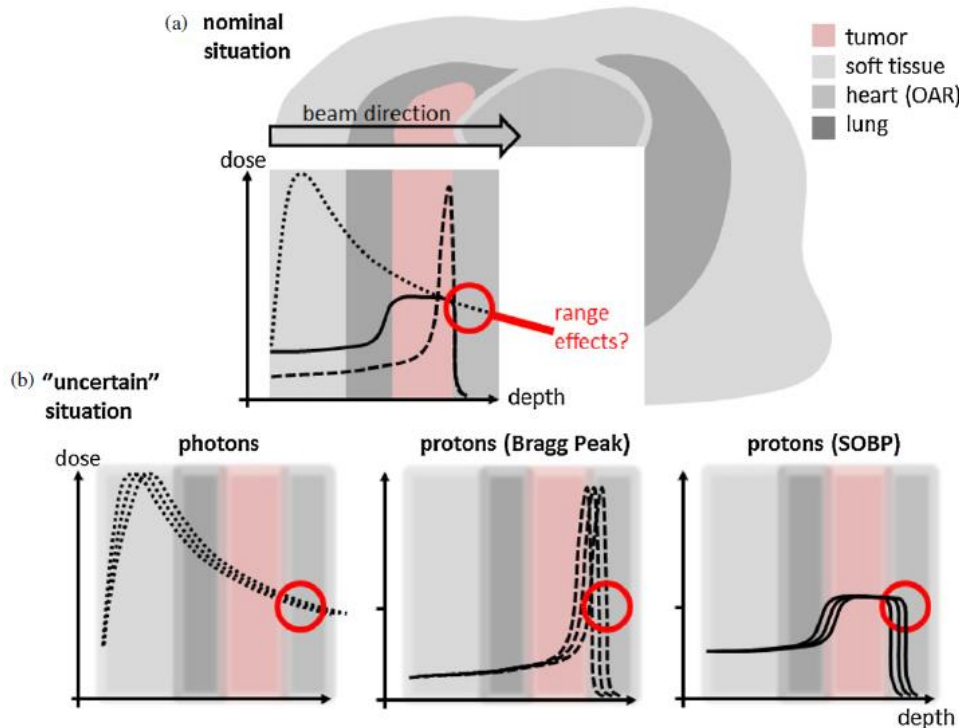 (a) nominal
situation
tumor
soft tissue
heart (OAR)
lung
beam direction
dose
range
effects?
depth
(b) "uncertain"
situation
photons
protons (Bragg Peak)
protons (SOBP)
dose
depth